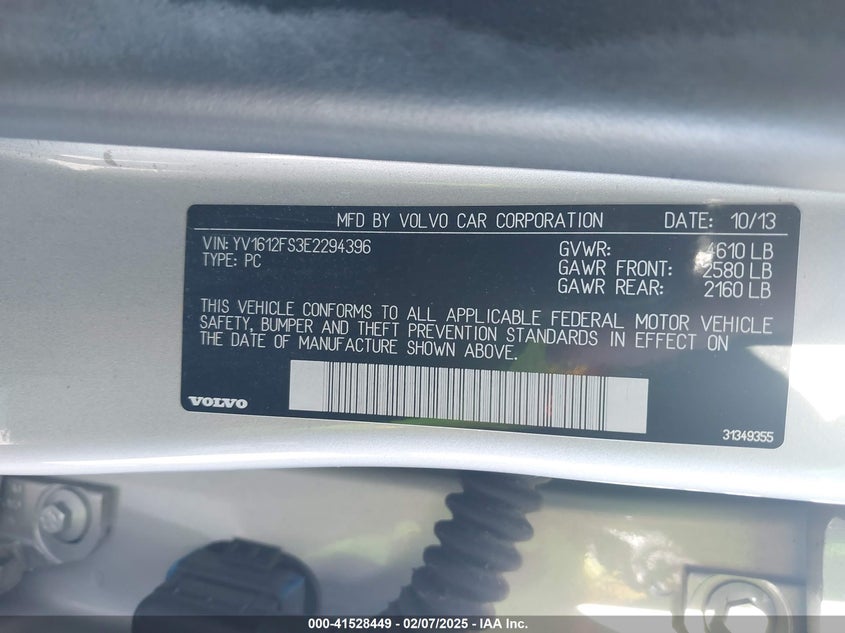 MFD BY VOLVO CAR CORPORATION DATE: 10/13
VIN: YV1612FS3E2294396 GVWR: 4610 LB
TYPE: PC GAWR FRONT: 2580 LB
GAWR REAR: 2160 LB
THIS VEHICLE CONFORMS TO ALL APPLICABLE FEDERAL MOTOR VEHICLE
SAFETY, BUMPER AND THEFT PREVENTION STANDARDS IN EFFECT ON
THE DATE OF MANUFACTURE SHOWN ABOVE.
VOLVO
31349355
000-41528449 - 02/07/2025 - IAA Inc.